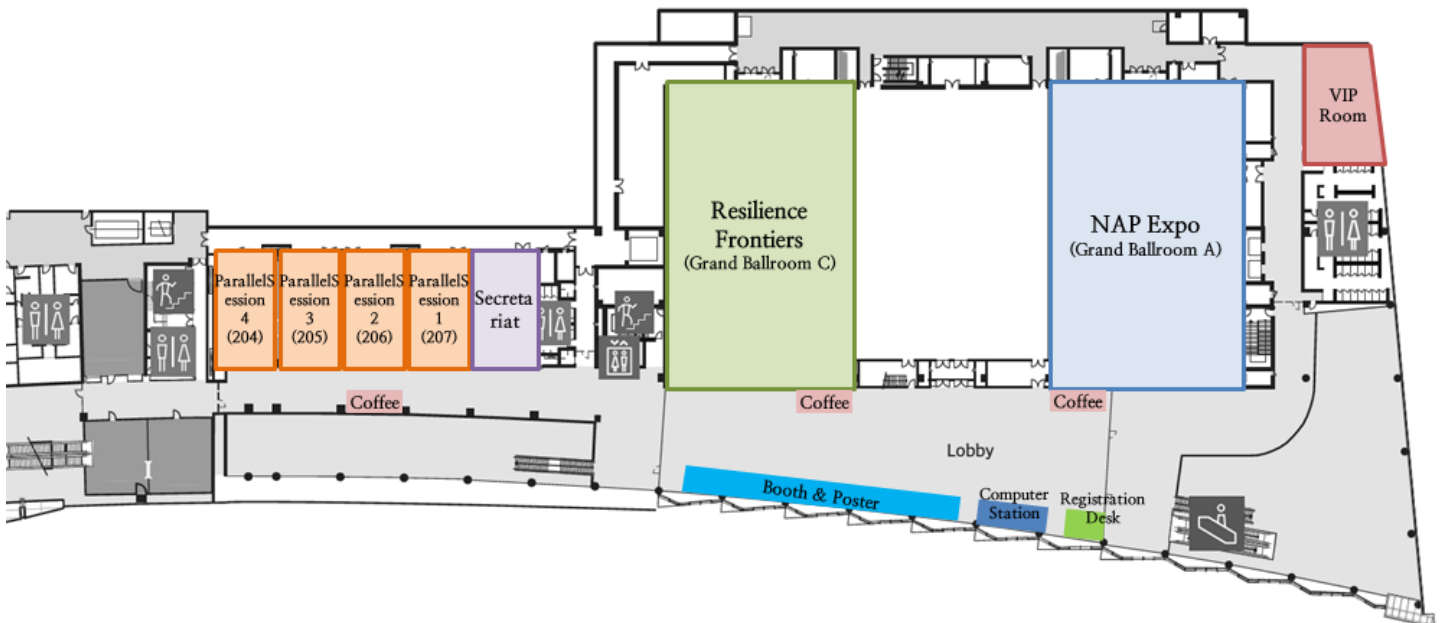 VIP
Room
Resilience
Frontiers
(Grand Ballroom C)
NAP Expo
(Grand Ballroom A)
ParallelS
ession
4
(204)
ParallelS
ession
3
(205)
ParallelS
ession
2
(206)
ParallelS
ession
1
(207)
Secreta
riat
Coffee
Coffee
Coffee
Lobby
Booth & Poster
Computer
Station
Registration
Desk